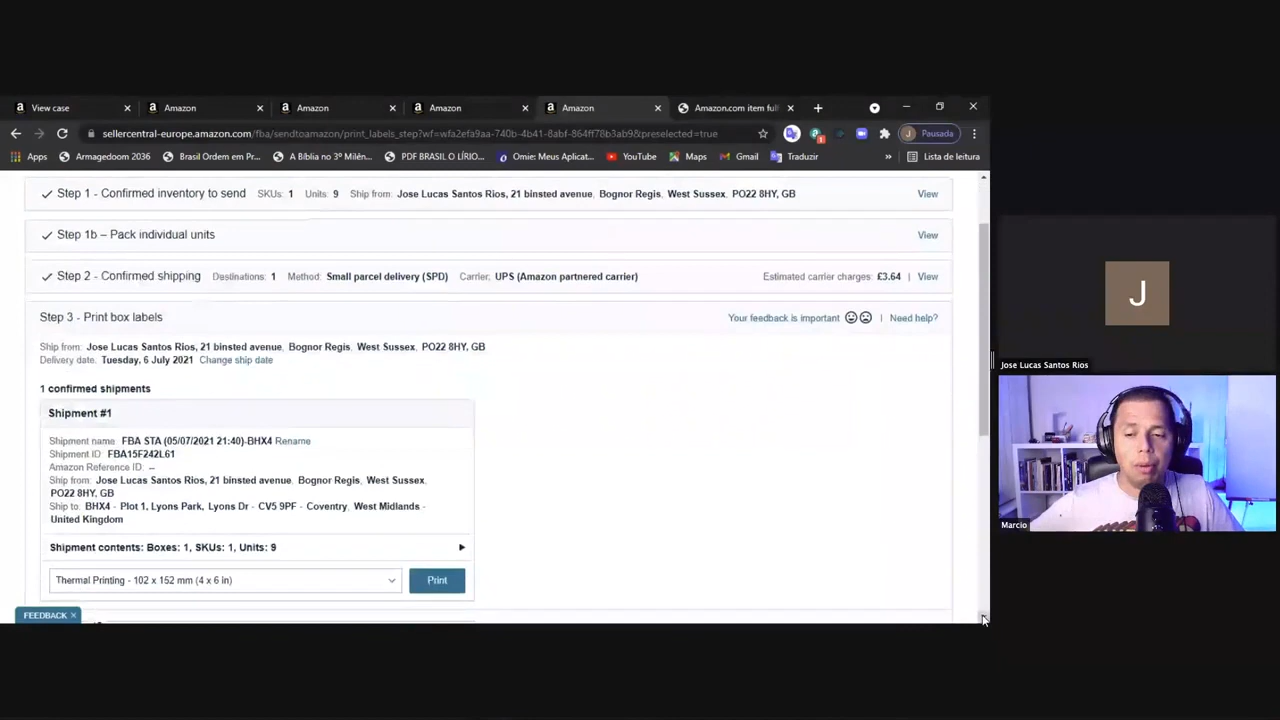 View case
Amazon
Amazon
Amazon
Amazon
Amazon.com item full
sellercentral-europe.amazon.com/fba/sendtoamazon/print_labels_step?wf=wfa2efa9aa-740b-4b41-8abf-864ff78b3ab9&preselected=true
J Pausada
Apps Armagedoom 2036 Brasil Ordem em Pr... A Bíblia no 3º Milên... PDF BRASIL O LÍRIO... Omie: Meus Aplicat... YouTube Maps Gmail Traduzir » Lista de leitura
Step 1 - Confirmed inventory to send SKUs: 1 Units: 9 Ship from: Jose Lucas Santos Rios, 21 binsted avenue, Bognor Regis, West Sussex, PO22 8HY, GB View
Step 1b – Pack individual units View
Step 2 - Confirmed shipping Destinations: 1 Method: Small parcel delivery (SPD) Carrier: UPS (Amazon partnered carrier) Estimated carrier charges: £3.64 | View
Step 3 - Print box labels Your feedback is important | Need help?
Ship from: Jose Lucas Santos Rios, 21 binsted avenue, Bognor Regis, West Sussex, PO22 8HY, GB
Delivery date: Tuesday, 6 July 2021 Change ship date
1 confirmed shipments
Shipment #1
Shipment name FBA STA (05/07/2021 21:40)-BHX4 Rename
Shipment ID: FBA15F242L61
Amazon Reference ID: --
Ship from: Jose Lucas Santos Rios, 21 binsted avenue, Bognor Regis, West Sussex,
PO22 8HY, GB
Ship to: BHX4 - Plot 1, Lyons Park, Lyons Dr - CV5 9PF - Coventry, West Midlands -
United Kingdom
Shipment contents: Boxes: 1, SKUs: 1, Units: 9
Thermal Printing - 102 x 152 mm (4 x 6 in) Print
FEEDBACK
J
Jose Lucas Santos Rios
Marcio